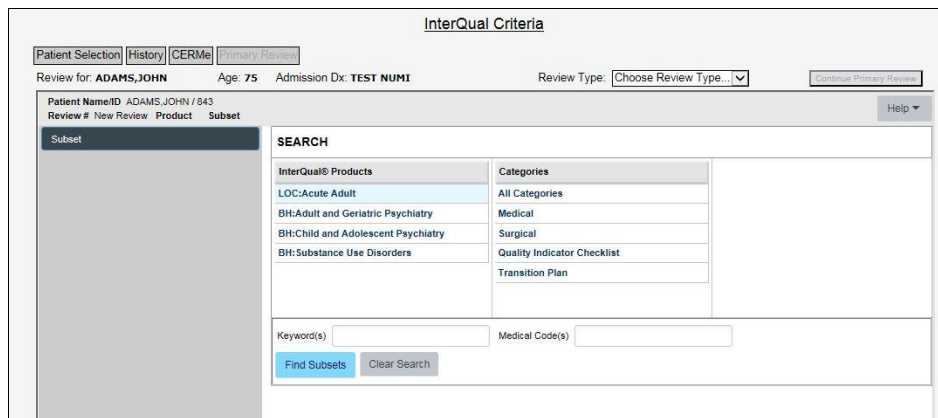 InterQual Criteria
Patient Selection History CERMe Primary Review
Review for: ADAMS,JOHN Age: 75 Admission Dx: TEST NUMI Review Type: Choose Review Type... Continue Primary Review
Patient Name/ID ADAMS,JOHN / 843
Review # New Review Product Subset
Help
Subset
SEARCH
InterQual® Products Categories
LOC:Acute Adult All Categories
BH:Adult and Geriatric Psychiatry Medical
BH:Child and Adolescent Psychiatry Surgical
BH:Substance Use Disorders Quality Indicator Checklist
Transition Plan
Keyword(s) Medical Code(s)
Find Subsets Clear Search